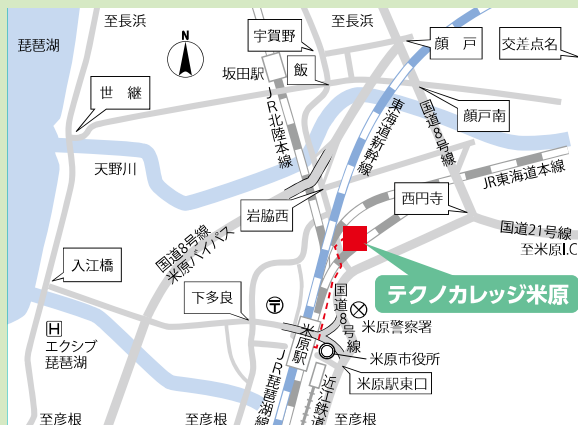 至長浜
至長浜
琵琶湖
N
宇賀野
顔戸
交差点名
坂田駅
飯
世継
JR北陸本線
東海道新幹線
国道8号線
顔戸南
天野川
JR東海道本線
西円寺
岩脇西
国道8号線
米原バイパス
国道21号線
至米原I.C
入江橋
テクノカレッジ米原
下多良
国道8号線
米原警察署
H
エクシブ
琵琶湖
米原駅
米原市役所
米原駅東口
JR琵琶湖線
近江鉄道
至彦根
至彦根
至彦根